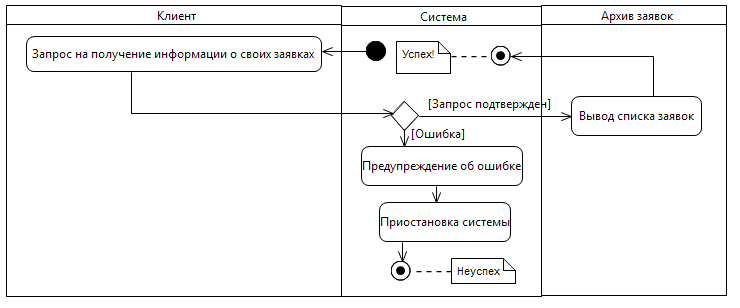 Клиент
Система
Архив заявок
Запрос на получение информации о своих заявках
Успех!
[Запрос подтвержден]
Вывод списка заявок
[Ошибка]
Предупреждение об ошибке
Приостановка системы
Неуспех